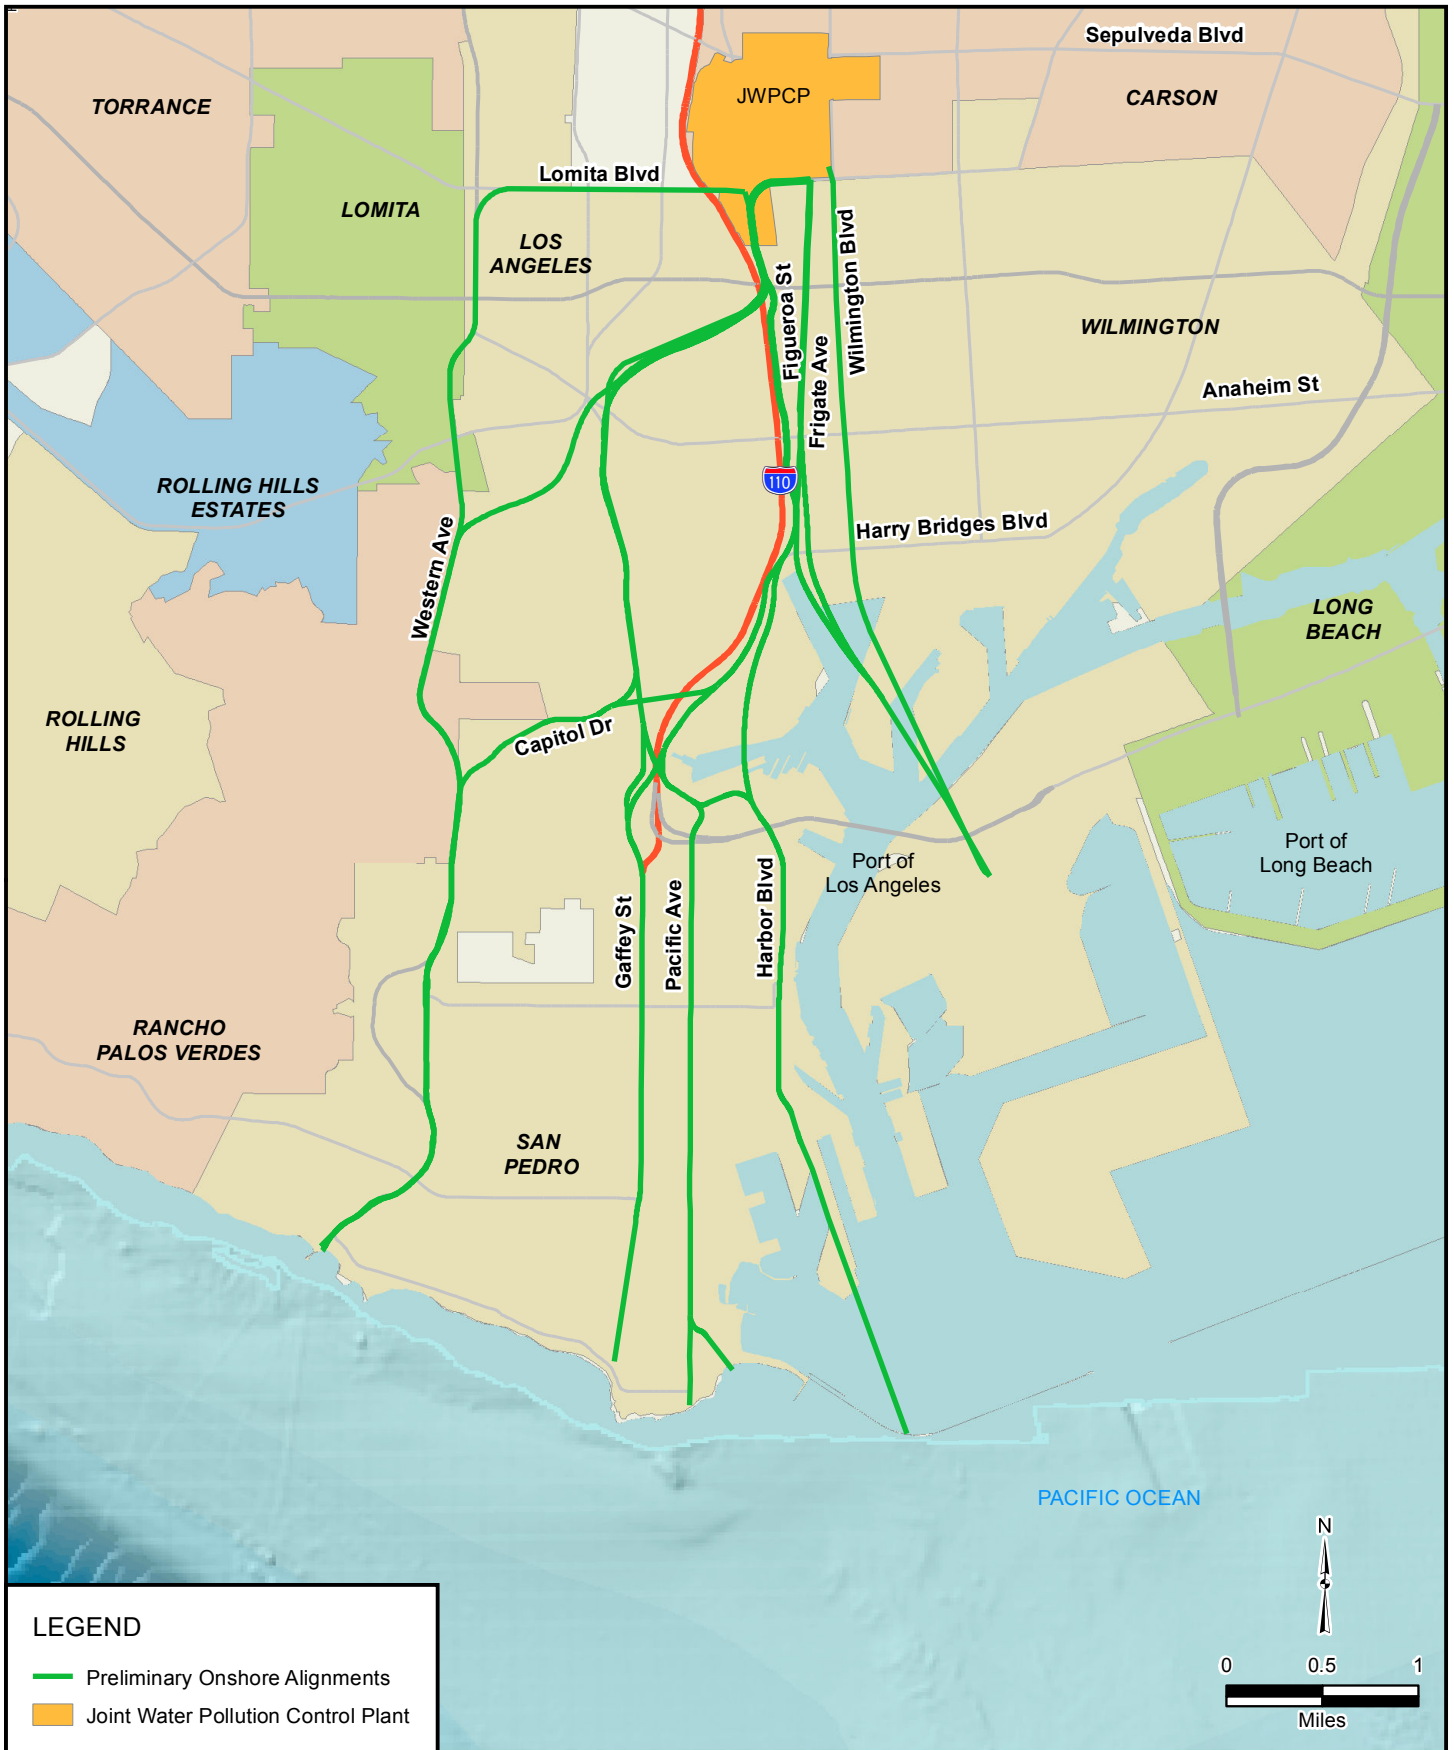 Sepulveda Blvd
JWPCP
TORRANCE
CARSON
Lomita Blvd
LOMITA
LOS
ANGELES
Wilmington Blvd
Figueroa St
Frigate Ave
WILMINGTON
Anaheim St
ROLLING HILLS
ESTATES
110
Harry Bridges Blvd
Western Ave
LONG
BEACH
ROLLING
HILLS
Capitol Dr
Port of
Long Beach
Port of
Los Angeles
Gaffey St
Pacific Ave
Harbor Blvd
RANCHO
PALOS VERDES
SAN
PEDRO
PACIFIC OCEAN
N
LEGEND
Preliminary Onshore Alignments
Joint Water Pollution Control Plant
0 0.5 1
Miles